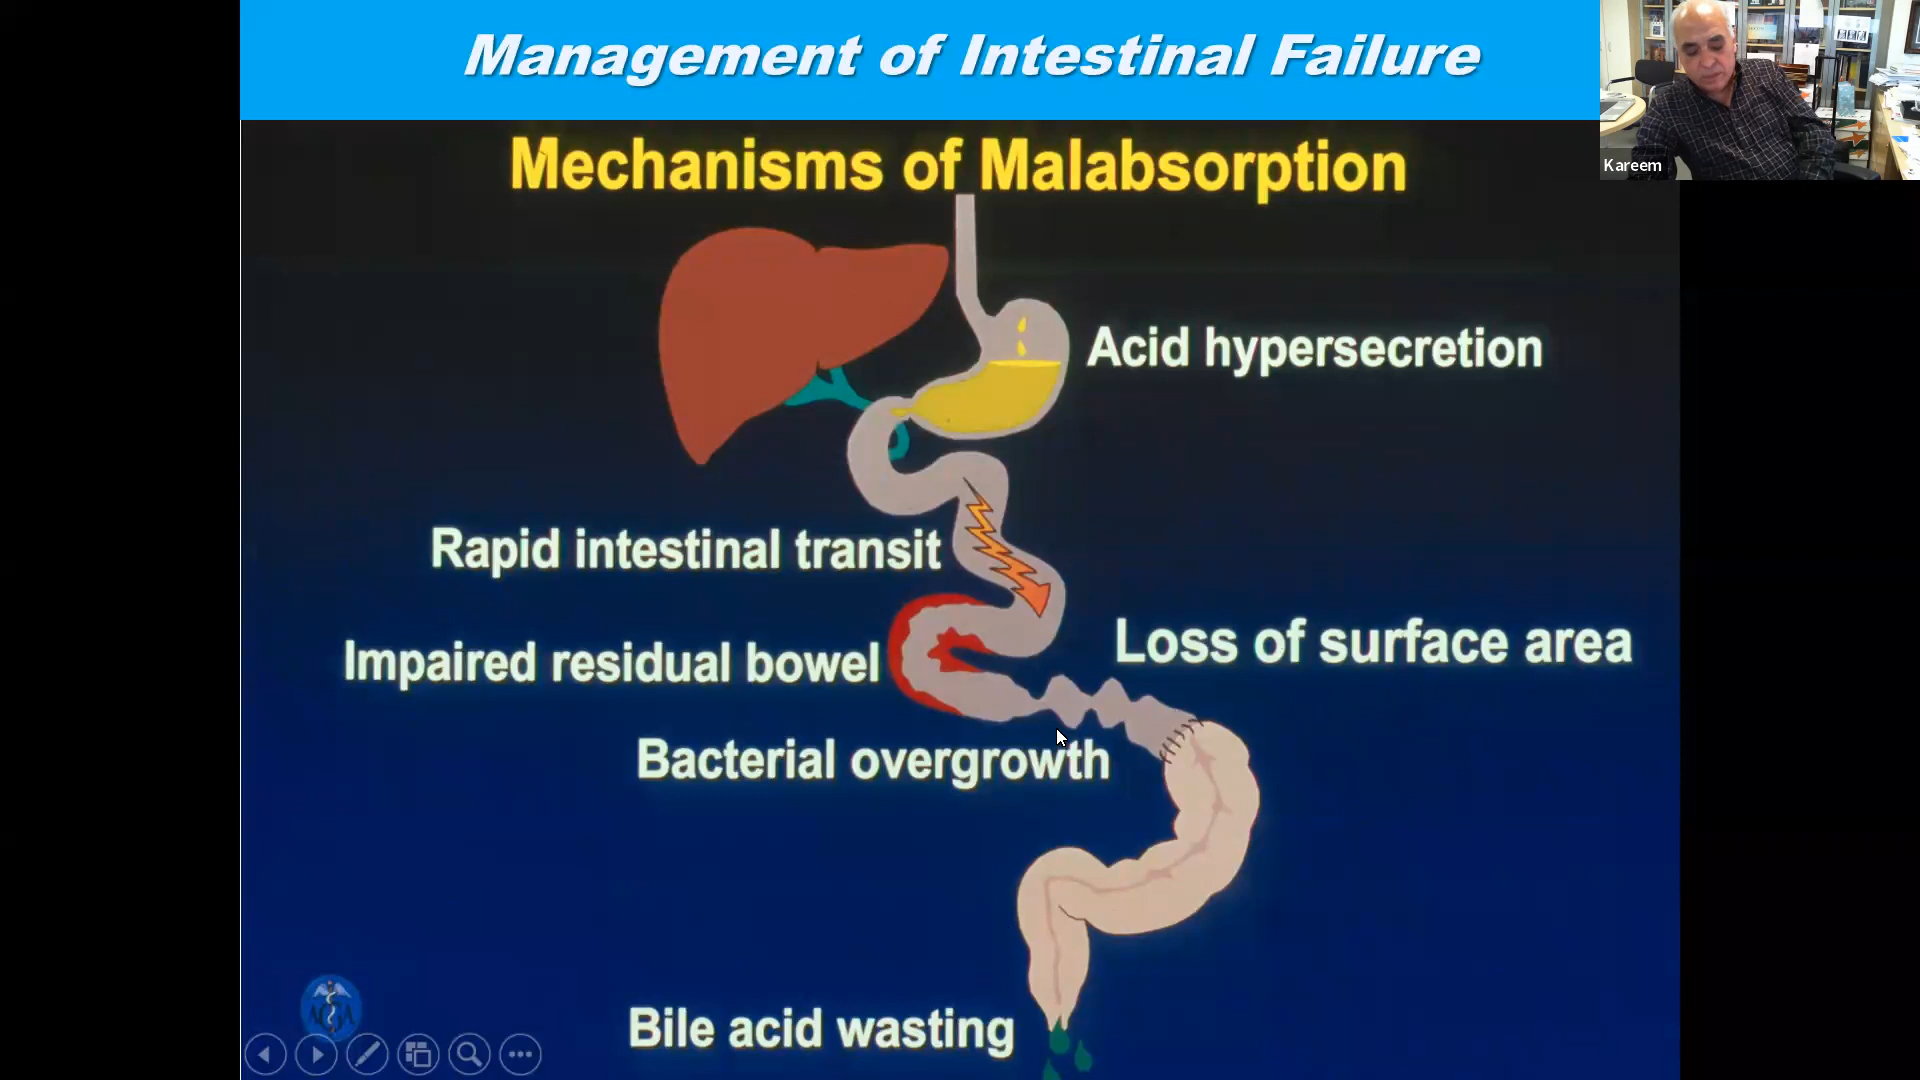 Management of Intestinal Failure
Kareem
Mechanisms of Malabsorption
Acid hypersecretion
Rapid intestinal transit
Loss of surface area
Impaired residual bowel
Bacterial overgrowth
Bile acid wasting
AGA